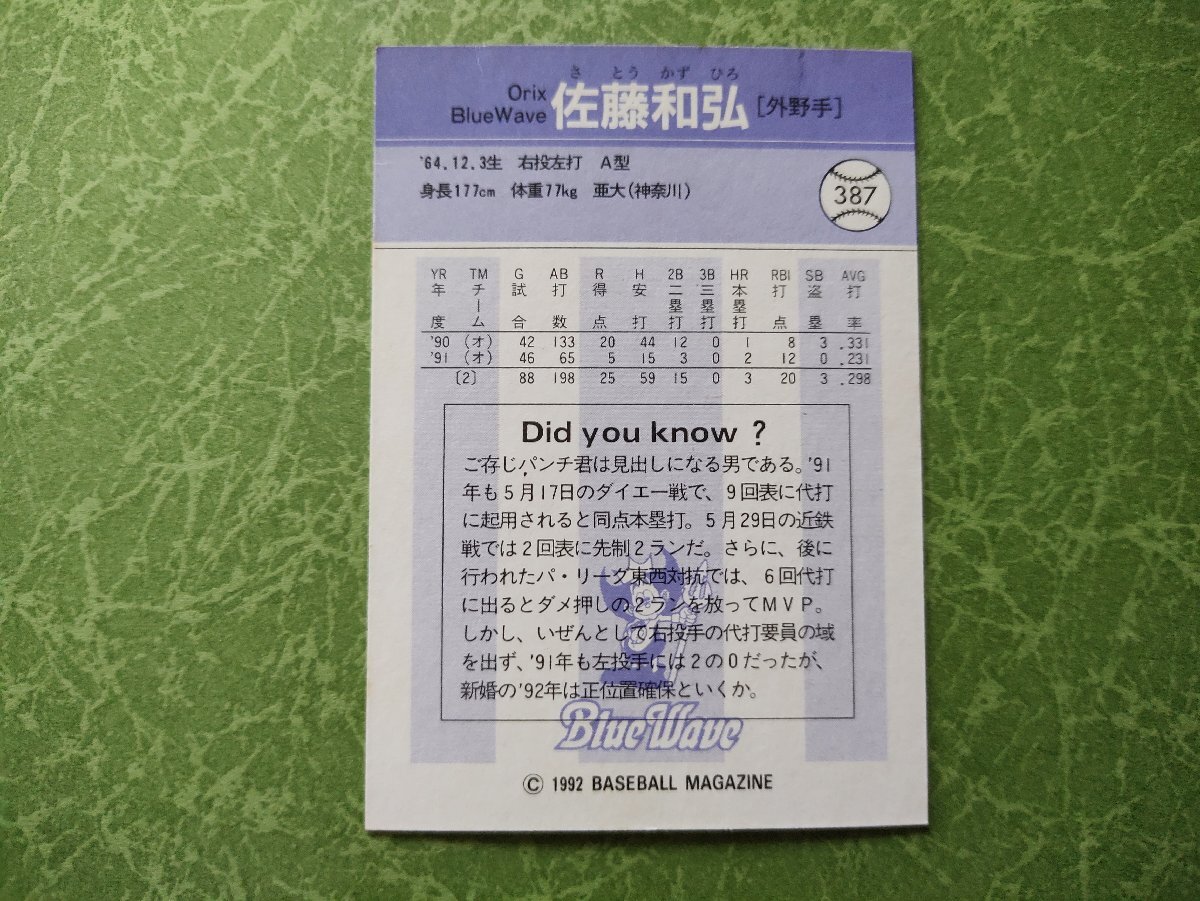 さ とう かず ひろ
Orix BlueWave 佐藤和弘 [外野手]
'64.12.3生 右投左打 A型
身長177cm 体重77kg 亜大(神奈川)
387
YR TM G AB R H 2B 3B HR RBI SB AVG
年度 チーム 試合 打数 得点 安打 二塁打 三塁打 本塁打 打点 盗塁 打率
'90 (オ) 42 133 20 44 12 0 1 8 3 .331
'91 (オ) 46 65 5 15 3 0 2 12 0 .231
[2] 88 198 25 59 15 0 3 20 3 .298
Did you know ?
ご存じパンチ君は見出しになる男である。'91
年も5月17日のダイエー戦で、9回表に代打
に起用されると同点本塁打。5月29日の近鉄
戦では2回表に先制2ランだ。さらに、後に
行われたパ・リーグ東西対抗では、6回代打
に出るとダメ押しの2ランを放ってMVP。
しかし、いぜんとして右投手の代打要員の域
を出ず、'91年も左投手には2の0だったが、
新婚の'92年は正位置確保といくか。
BlueWave
© 1992 BASEBALL MAGAZINE